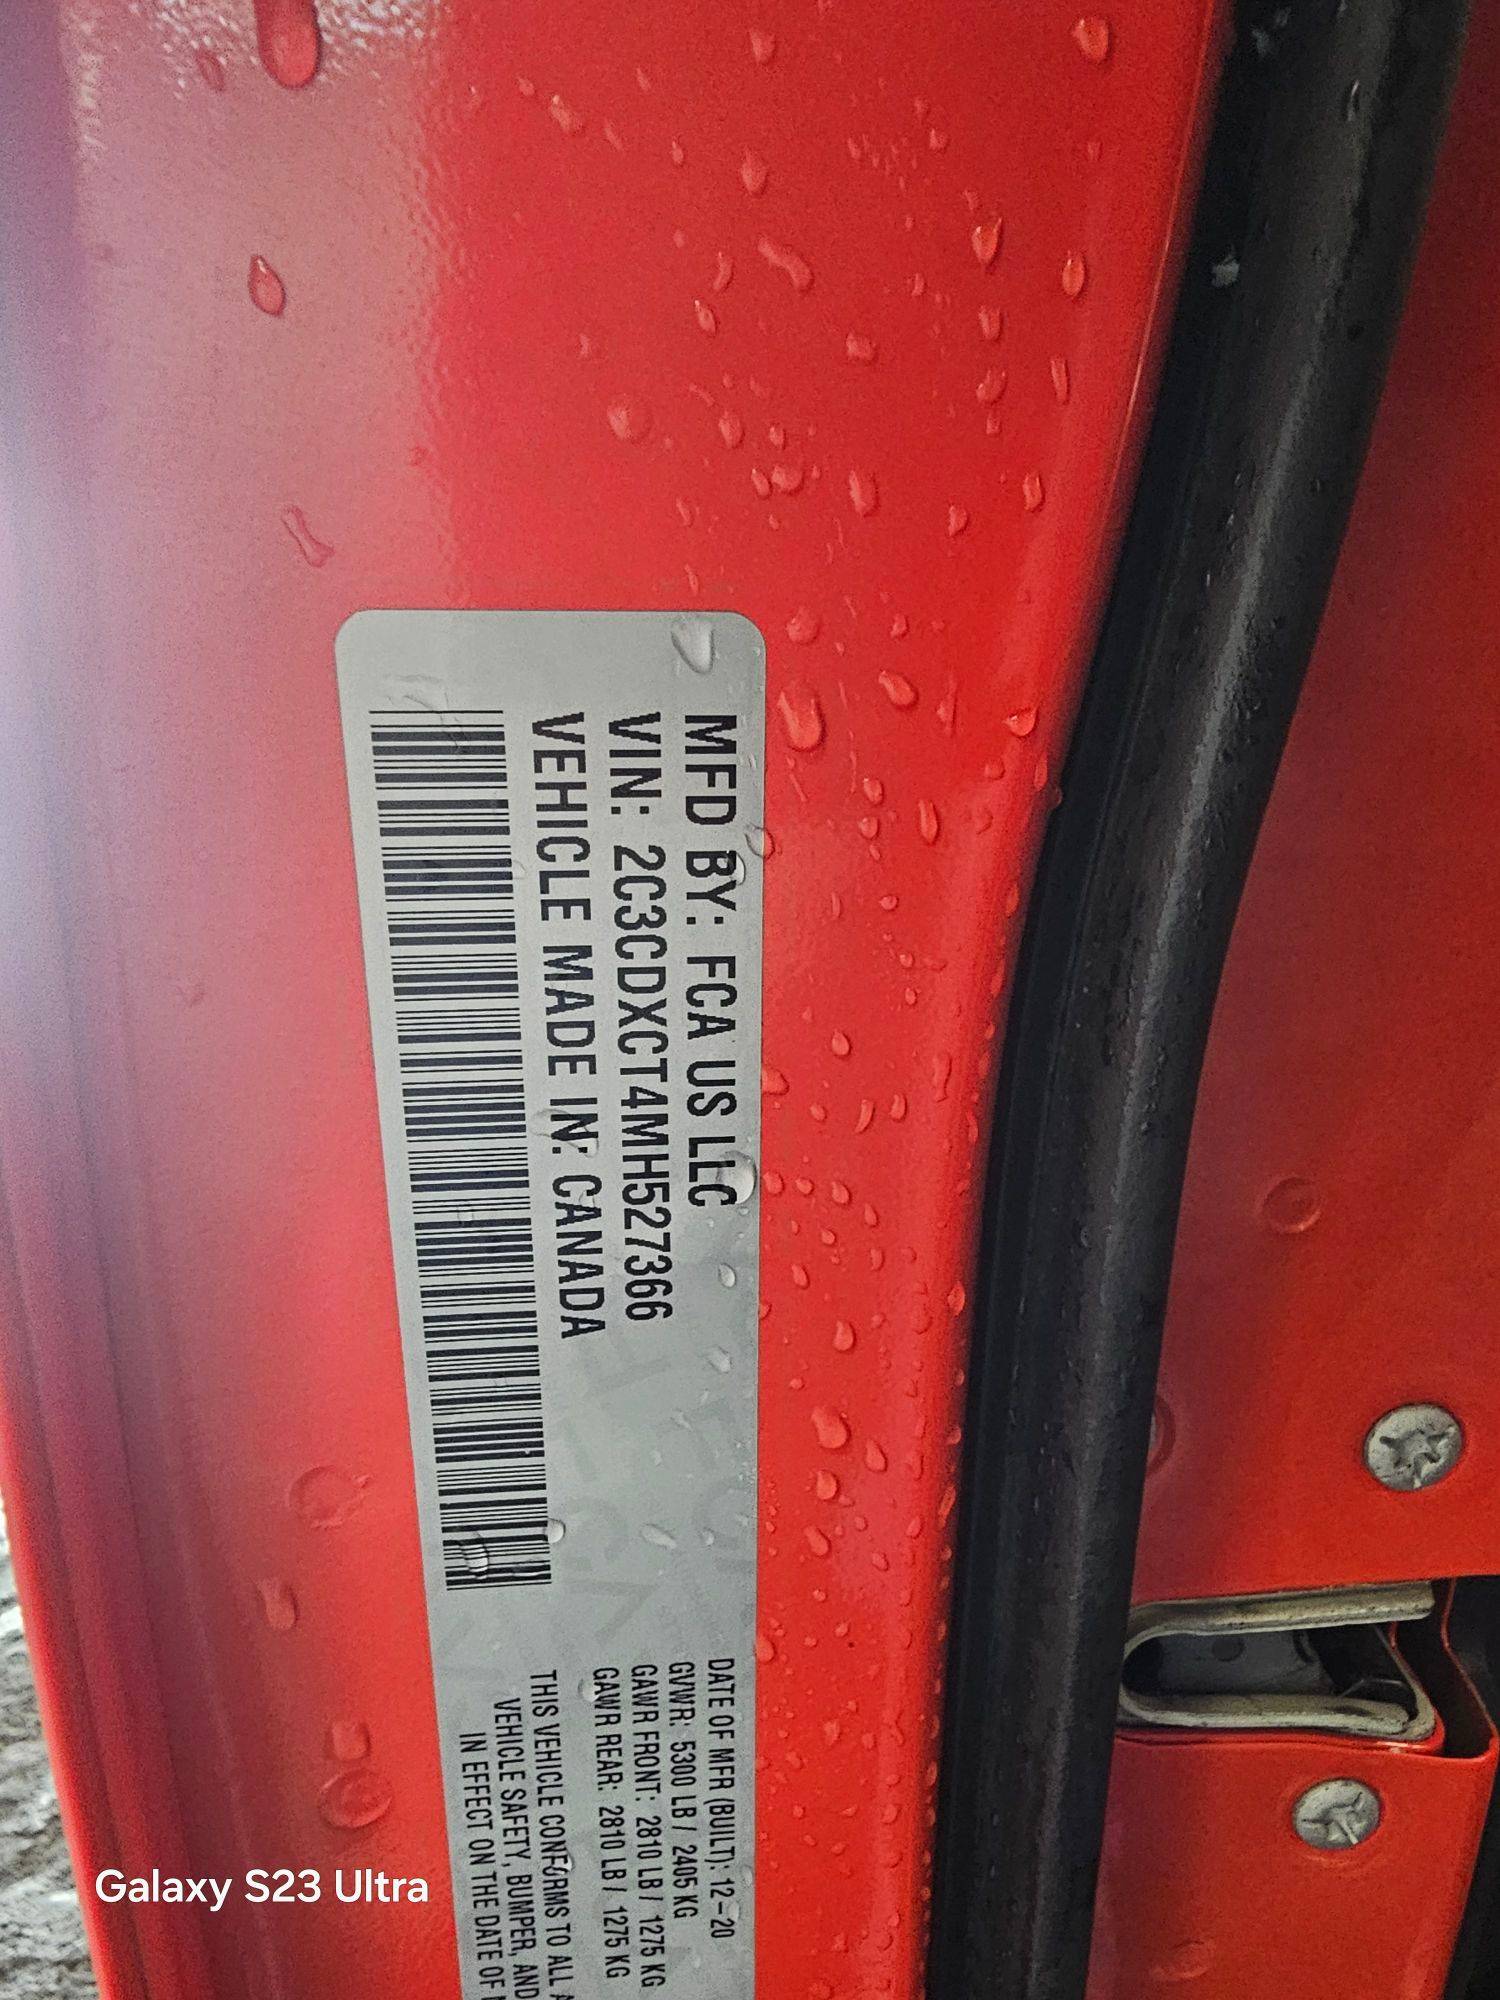 MFD BY: FCA US LLC
VIN: 2C3CDXCT4MH527366
VEHICLE MADE IN: CANADA
DATE OF MFR (BUILT): 12-20
GVWR: 5300 LB / 2405 KG
GAWR FRONT: 2810 LB / 1275 KG
GAWR REAR: 2810 LB / 1275 KG
THIS VEHICLE CONFORMS TO ALL
VEHICLE SAFETY, BUMPER, AND
IN EFFECT ON THE DATE OF
Galaxy S23 Ultra